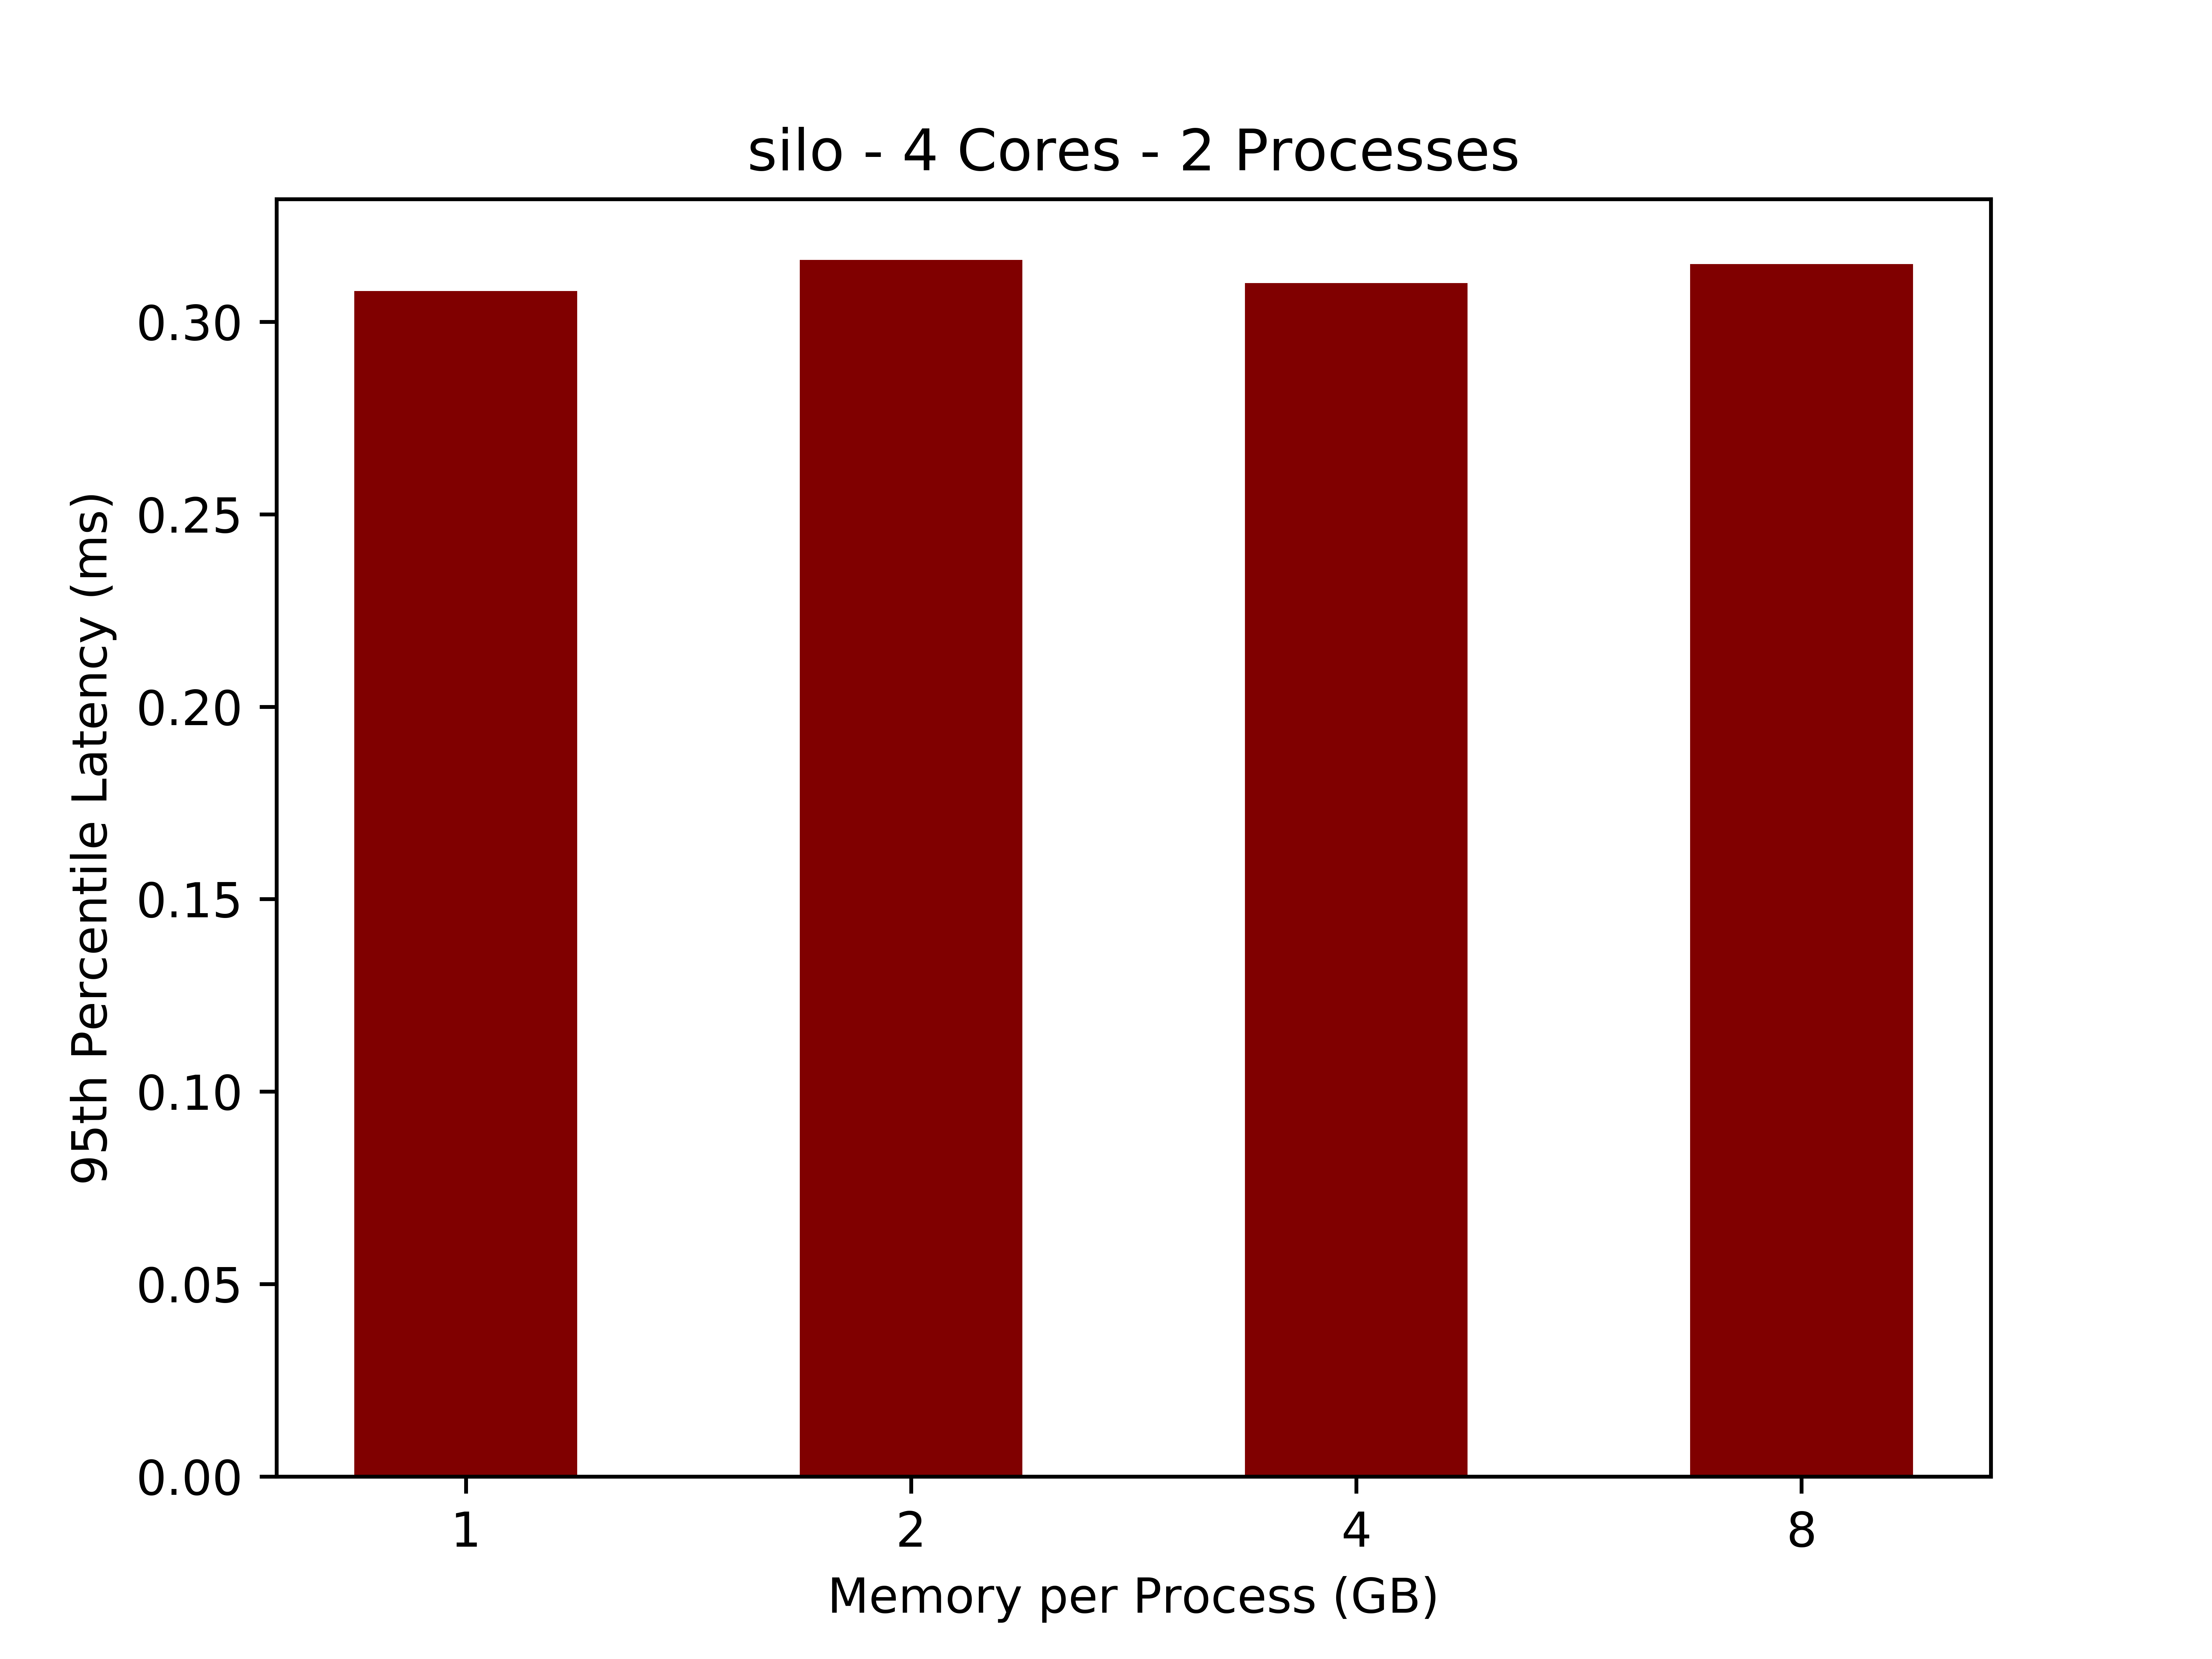 silo - 4 Cores - 2 Processes
95th Percentile Latency (ms)
0.30
0.25
0.20
0.15
0.10
0.05
0.00
1 2 4 8
Memory per Process (GB)